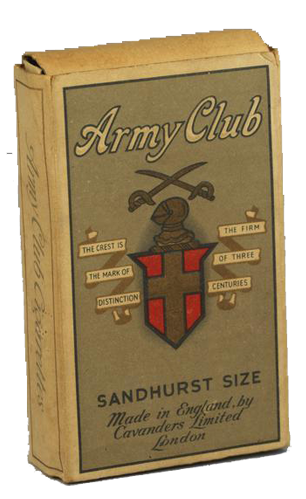 Army Club
THE CREST IS
THE MARK OF
DISTINCTION
THE FIRM
OF THREE
CENTURIES
SANDHURST SIZE
Made in England, by
Cavanders Limited
London
Army Club Cigarettes